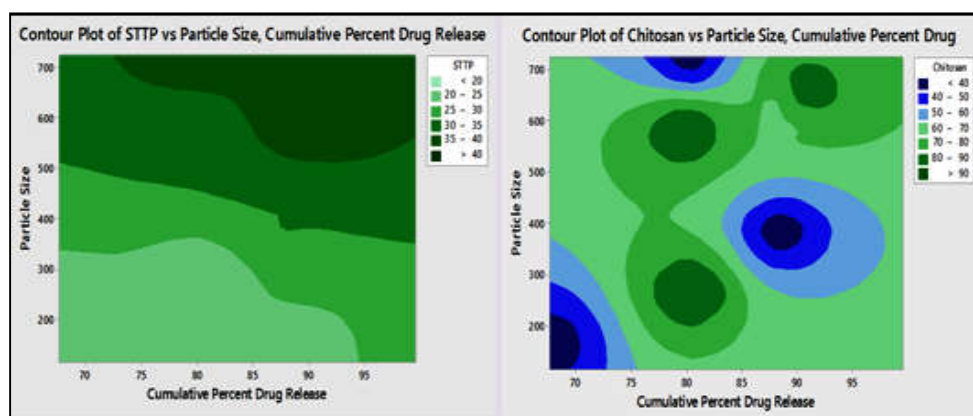 Contour Plot of STTP vs Particle Size, Cumulative Percent Drug Release
STTP
< 20
20 - 25
25 - 30
30 - 35
35 - 40
> 40
Particle Size
700
600
500
400
300
200
70 75 80 85 90 95
Cumulative Percent Drug Release
Contour Plot of Chitosan vs Particle Size, Cumulative Percent Drug
Chitosan
< 40
40 - 50
50 - 60
60 - 70
70 - 80
80 - 90
> 90
Particle Size
700
600
500
400
300
200
70 75 80 85 90 95
Cumulative Percent Drug Release